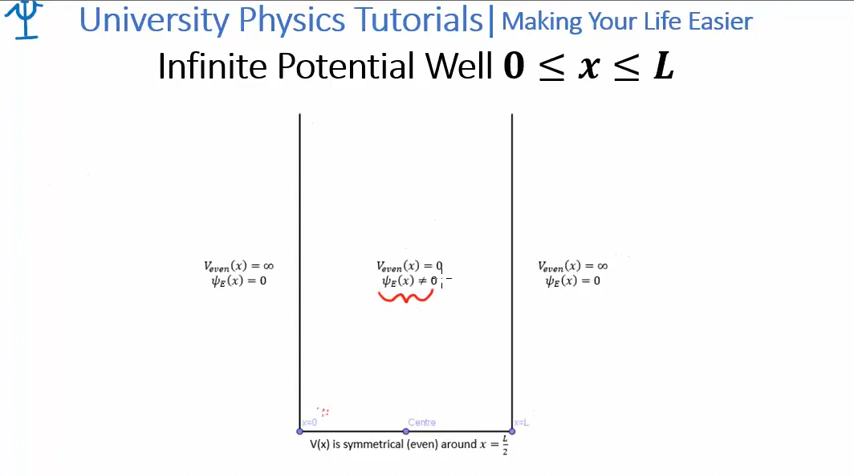 University Physics Tutorials| Making Your Life Easier
Infinite Potential Well 0 ≤ x ≤ L
V_even(x) = ∞
ψ_E(x) = 0
V_even(x) = 0
ψ_E(x) ≠ 0
V_even(x) = ∞
ψ_E(x) = 0
x=0
Centre
x=L
V(x) is symmetrical (even) around x = L/2